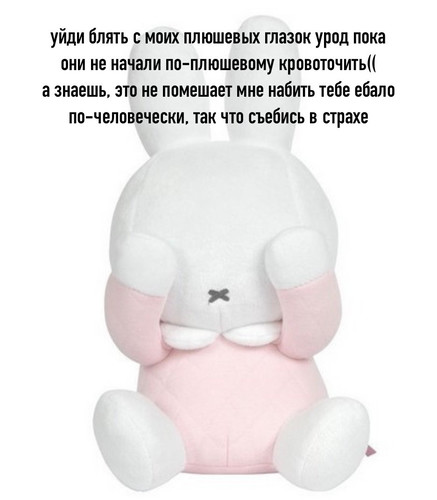 уйди блять с моих плюшевых глазок урод пока
они не начали по-плюшевому кровоточить((
а знаешь, это не помешает мне набить тебе ебало
по-человечески, так что съебись в страхе